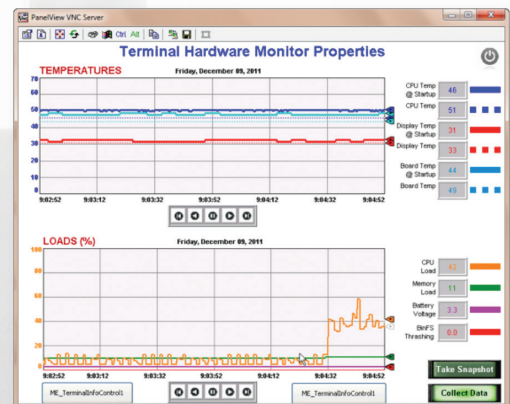 PanelView VNC Server
Ctrl Alt
Terminal Hardware Monitor Properties
TEMPERATURES
Friday, December 09, 2011
70
60
50
40
30
20
10
0
9:02:52 9:03:12 9:03:32 9:03:52 9:04:12 9:04:32 9:04:52
CPU Temp
@ Startup
46
CPU Temp
51
Display Temp
@ Startup
31
Display Temp
33
Board Temp
@ Startup
44
Board Temp
49
LOADS (%)
Friday, December 09, 2011
100
80
60
40
20
0
9:02:52 9:03:12 9:03:32 9:03:52 9:04:12 9:04:32 9:04:52
CPU
Load
42
Memory
Load
11
Battery
Voltage
3.3
BinFS
Thrashing
0.0
ME_TerminalInfoControl1
ME_TerminalInfoControl1
Take Snapshot
Collect Data